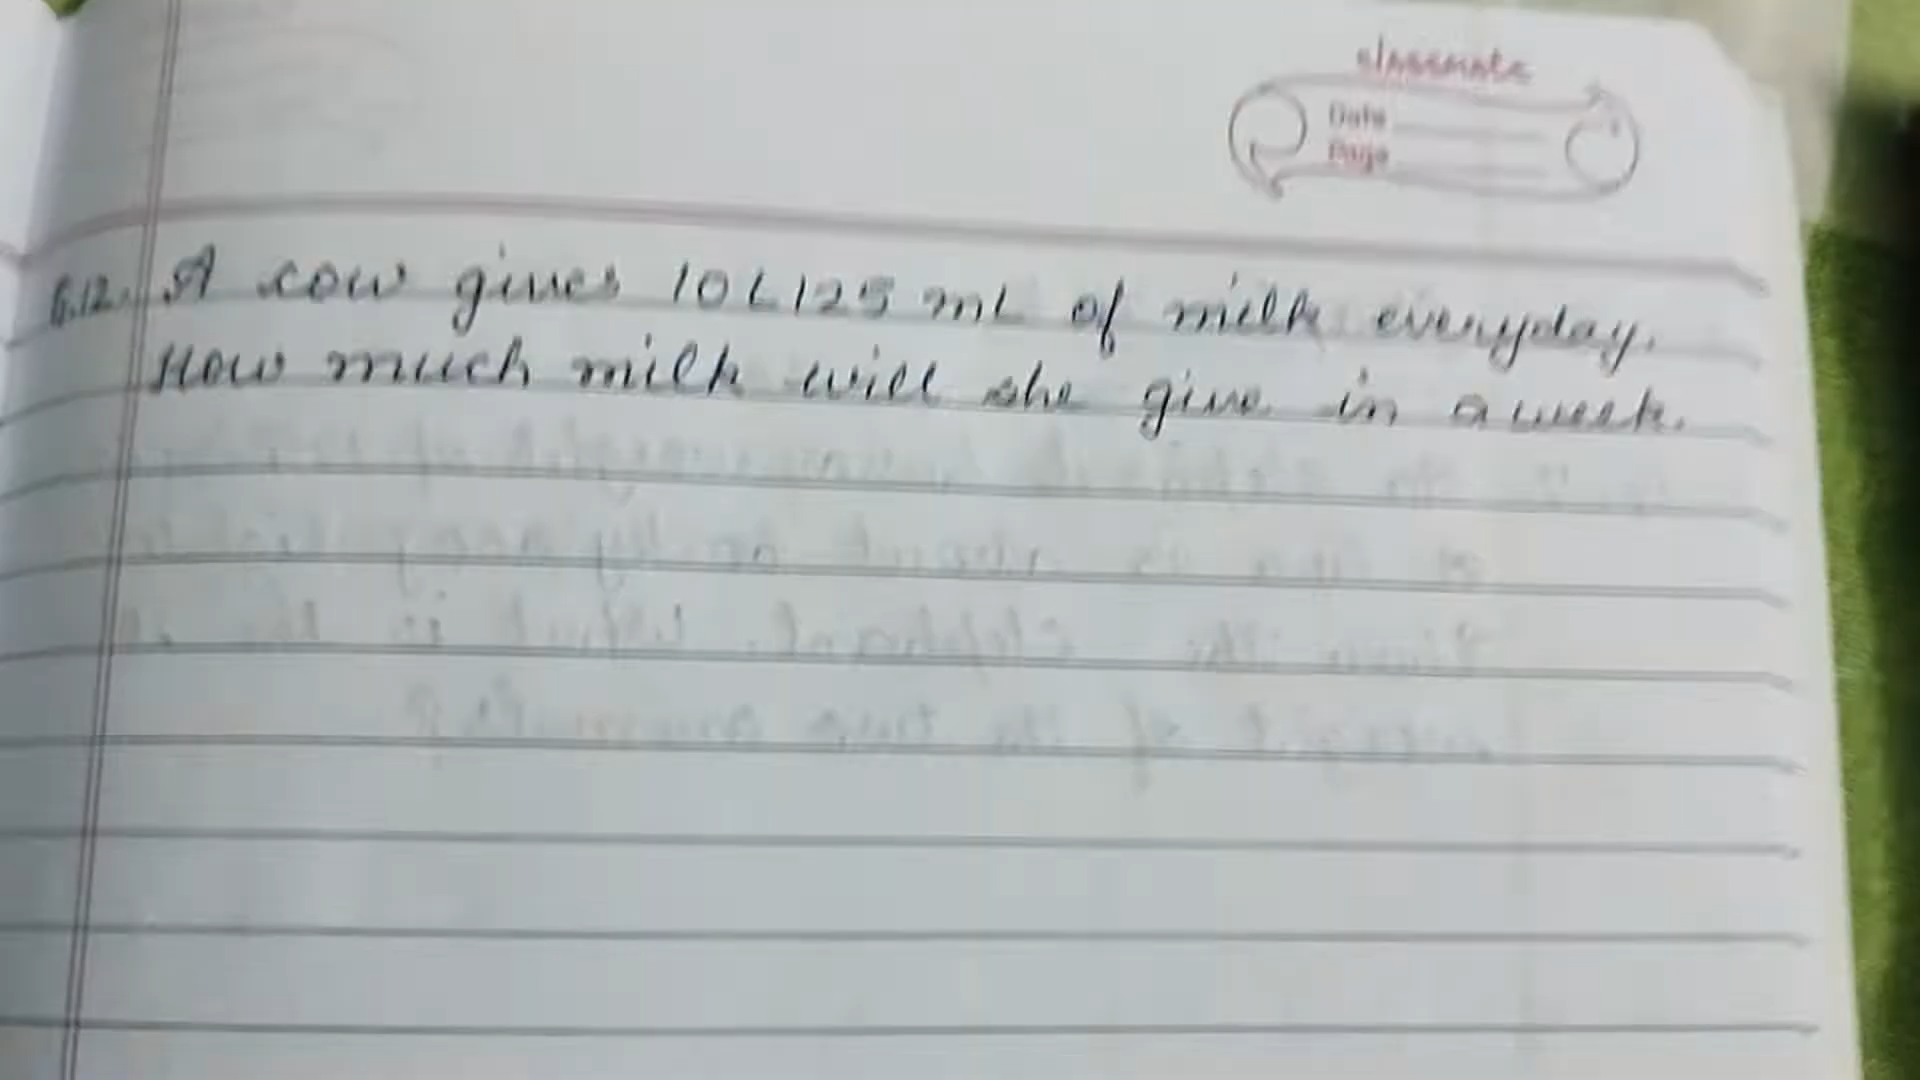 classmate
Date
Page
Q.12. A cow gives 10L125 mL of milk everyday.
How much milk will she give in a week.